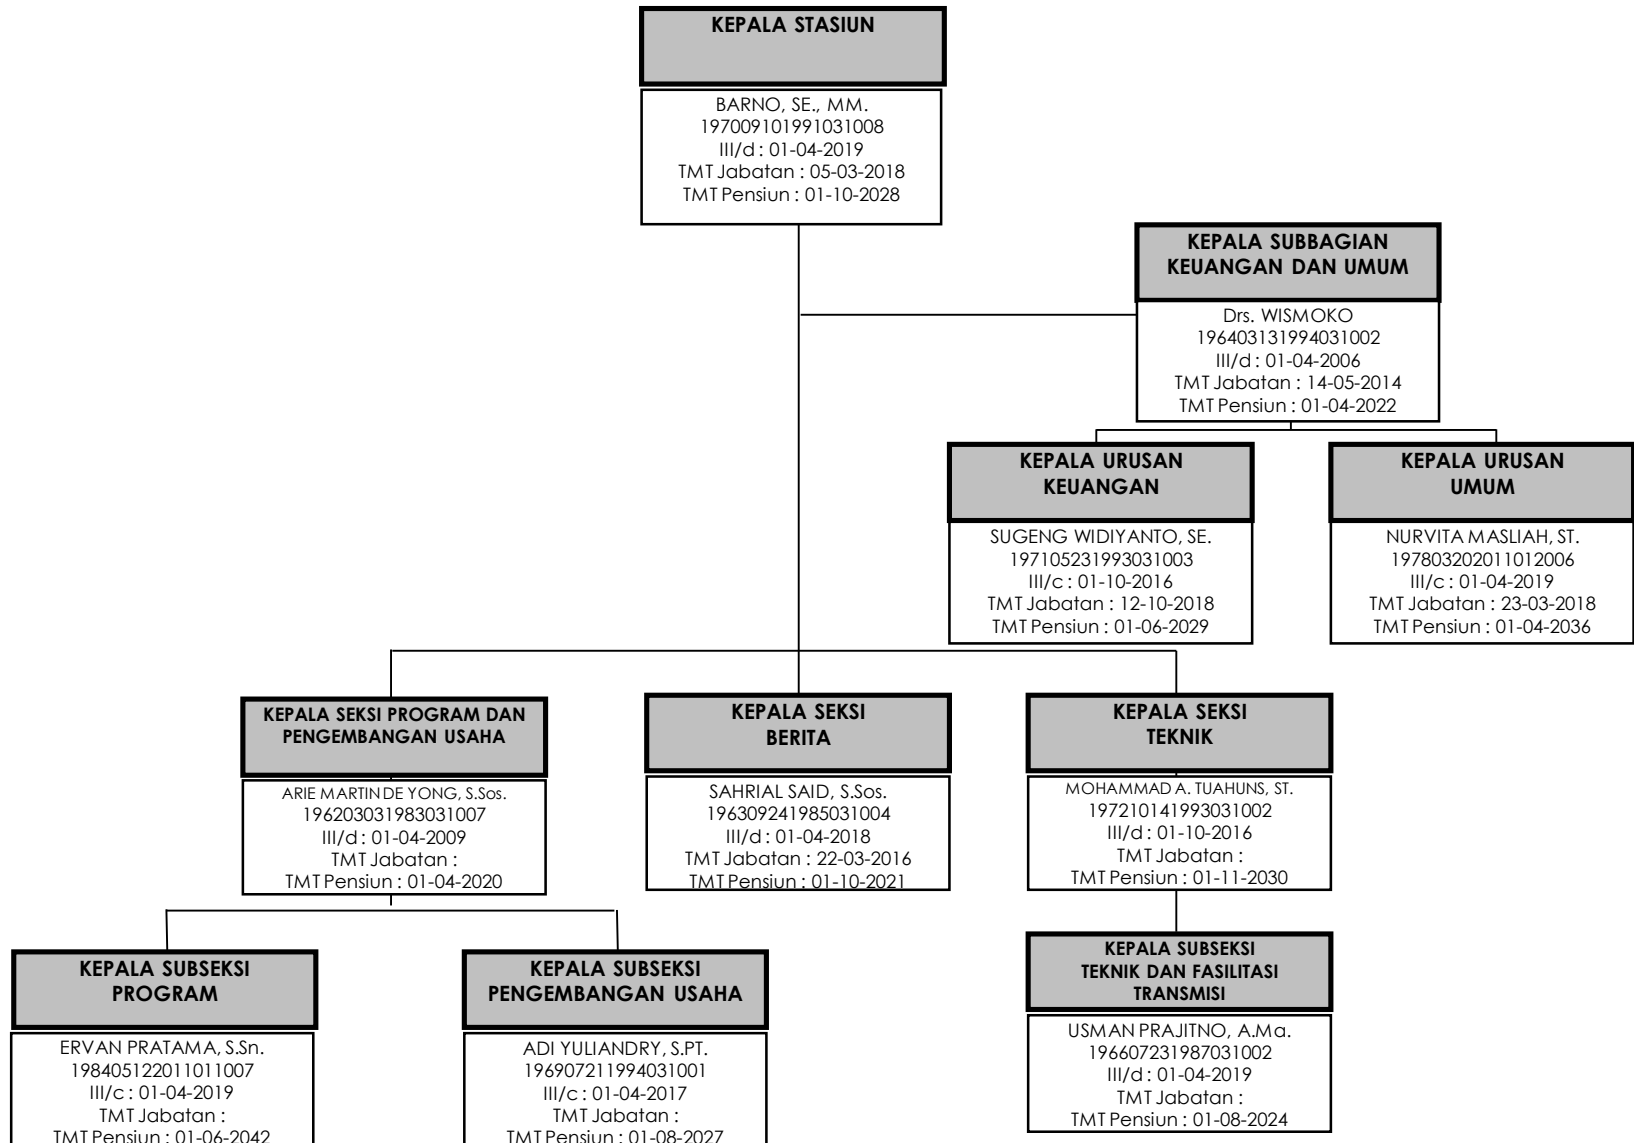 KEPALA STASIUN
BARNO, SE., MM.
197009101991031008
III/d : 01-04-2019
TMT Jabatan : 05-03-2018
TMT Pensiun : 01-10-2028
KEPALA SUBBAGIAN
KEUANGAN DAN UMUM
Drs. WISMOKO
196403131994031002
III/d : 01-04-2006
TMT Jabatan : 14-05-2014
TMT Pensiun : 01-04-2022
KEPALA URUSAN
KEUANGAN
SUGENG WIDIYANTO, SE.
197105231993031003
III/c : 01-10-2016
TMT Jabatan : 12-10-2018
TMT Pensiun : 01-06-2029
KEPALA URUSAN
UMUM
NURVITA MASLIAH, ST.
197803202011012006
III/c : 01-04-2019
TMT Jabatan : 23-03-2018
TMT Pensiun : 01-04-2036
KEPALA SEKSI PROGRAM DAN
PENGEMBANGAN USAHA
ARIE MARTIN DE YONG, S.Sos.
196203031983031007
III/d : 01-04-2009
TMT Jabatan :
TMT Pensiun : 01-04-2020
KEPALA SEKSI
BERITA
SAHRIAL SAID, S.Sos.
196309241985031004
III/d : 01-04-2018
TMT Jabatan : 22-03-2016
TMT Pensiun : 01-10-2021
KEPALA SEKSI
TEKNIK
MOHAMMAD A. TUAHUNS, ST.
197210141993031002
III/d : 01-10-2016
TMT Jabatan :
TMT Pensiun : 01-11-2030
KEPALA SUBSEKSI
PROGRAM
ERVAN PRATAMA, S.Sn.
198405122011011007
III/c : 01-04-2019
TMT Jabatan :
TMT Pensiun : 01-06-2042
KEPALA SUBSEKSI
PENGEMBANGAN USAHA
ADI YULIANDRY, S.PT.
196907211994031001
III/c : 01-04-2017
TMT Jabatan :
TMT Pensiun : 01-08-2027
KEPALA SUBSEKSI
TEKNIK DAN FASILITASI
TRANSMISI
USMAN PRAJITNO, A.Ma.
196607231987031002
III/d : 01-04-2019
TMT Jabatan :
TMT Pensiun : 01-08-2024